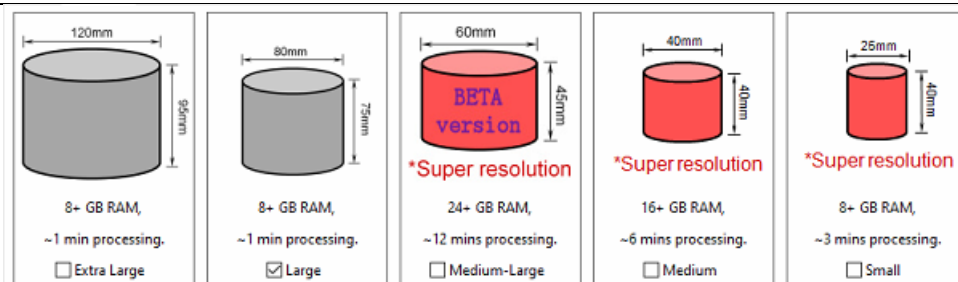 120mm
95mm
8+ GB RAM,
~1 min processing.
Extra Large
80mm
75mm
8+ GB RAM,
~1 min processing.
Large
60mm
45mm
BETA
version
*Super resolution
24+ GB RAM,
~12 mins processing.
Medium-Large
40mm
40mm
*Super resolution
16+ GB RAM,
~6 mins processing.
Medium
26mm
40mm
*Super resolution
8+ GB RAM,
~3 mins processing.
Small